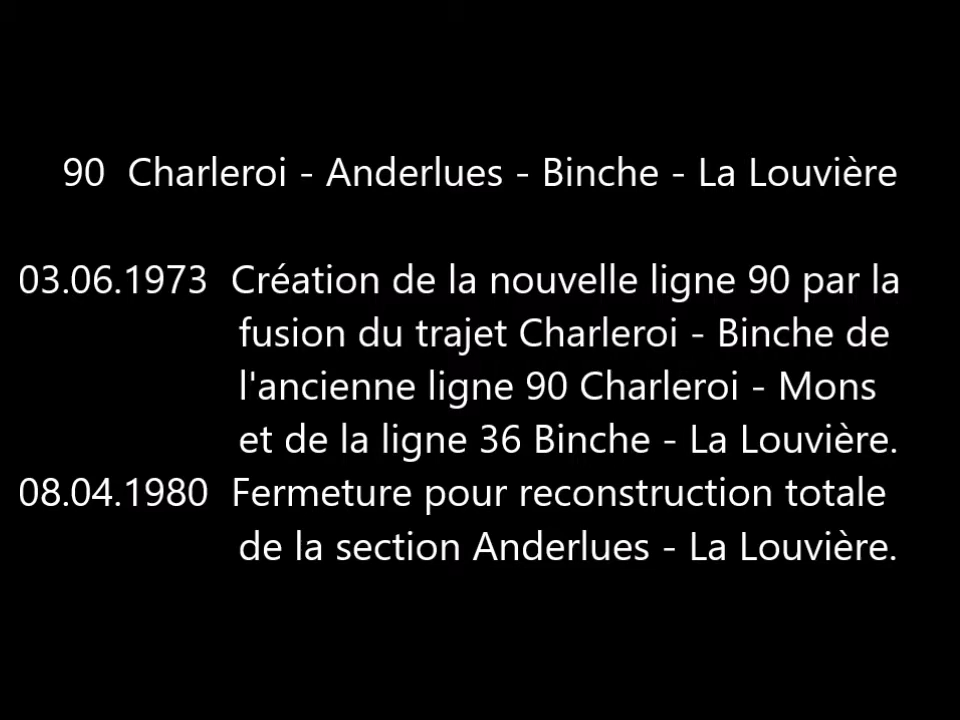 90 Charleroi - Anderlues - Binche - La Louvière
03.06.1973 Création de la nouvelle ligne 90 par la
fusion du trajet Charleroi - Binche de
l'ancienne ligne 90 Charleroi - Mons
et de la ligne 36 Binche - La Louvière.
08.04.1980 Fermeture pour reconstruction totale
de la section Anderlues - La Louvière.